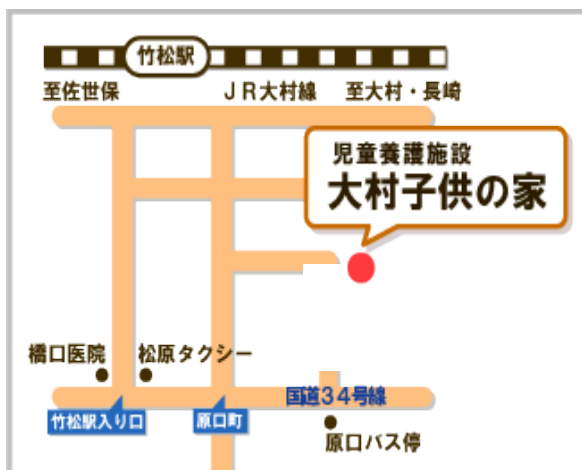 竹松駅
至佐世保
JR大村線
至大村・長崎
児童養護施設
大村子供の家
橋口医院
松原タクシー
国道34号線
竹松駅入り口
原口町
原口バス停